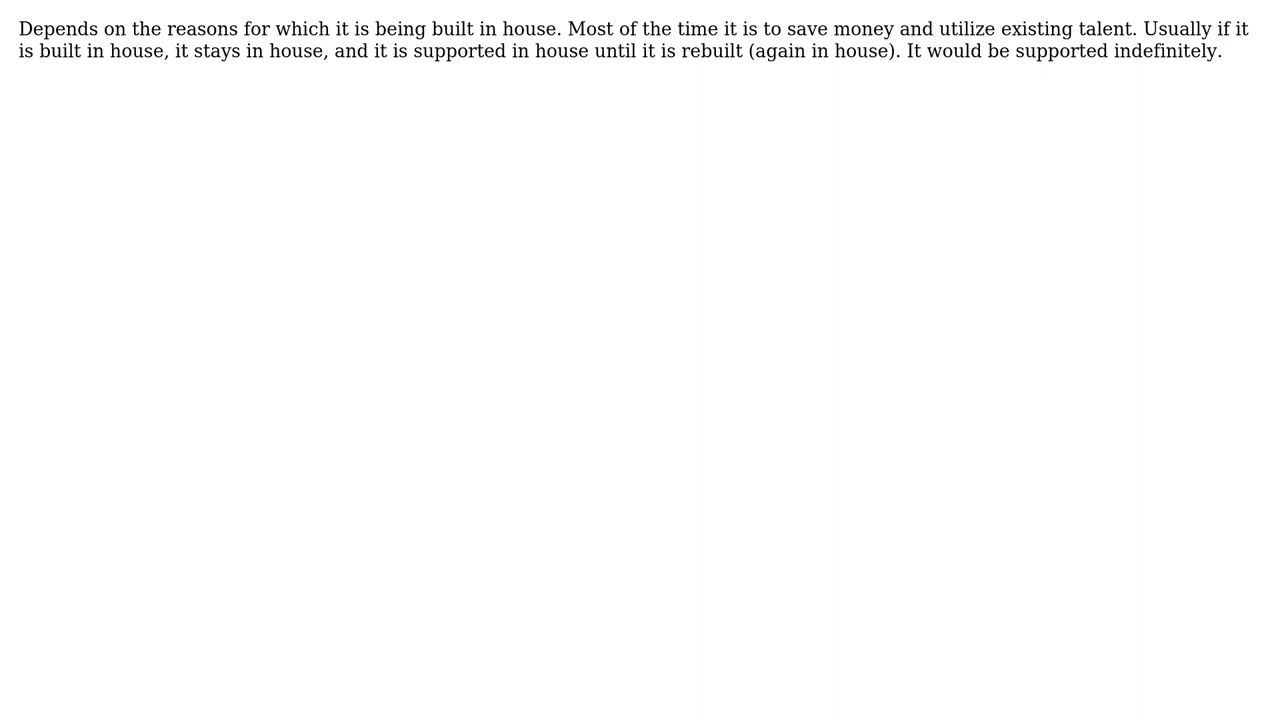 Depends on the reasons for which it is being built in house. Most of the time it is to save money and utilize existing talent. Usually if it
is built in house, it stays in house, and it is supported in house until it is rebuilt (again in house). It would be supported indefinitely.